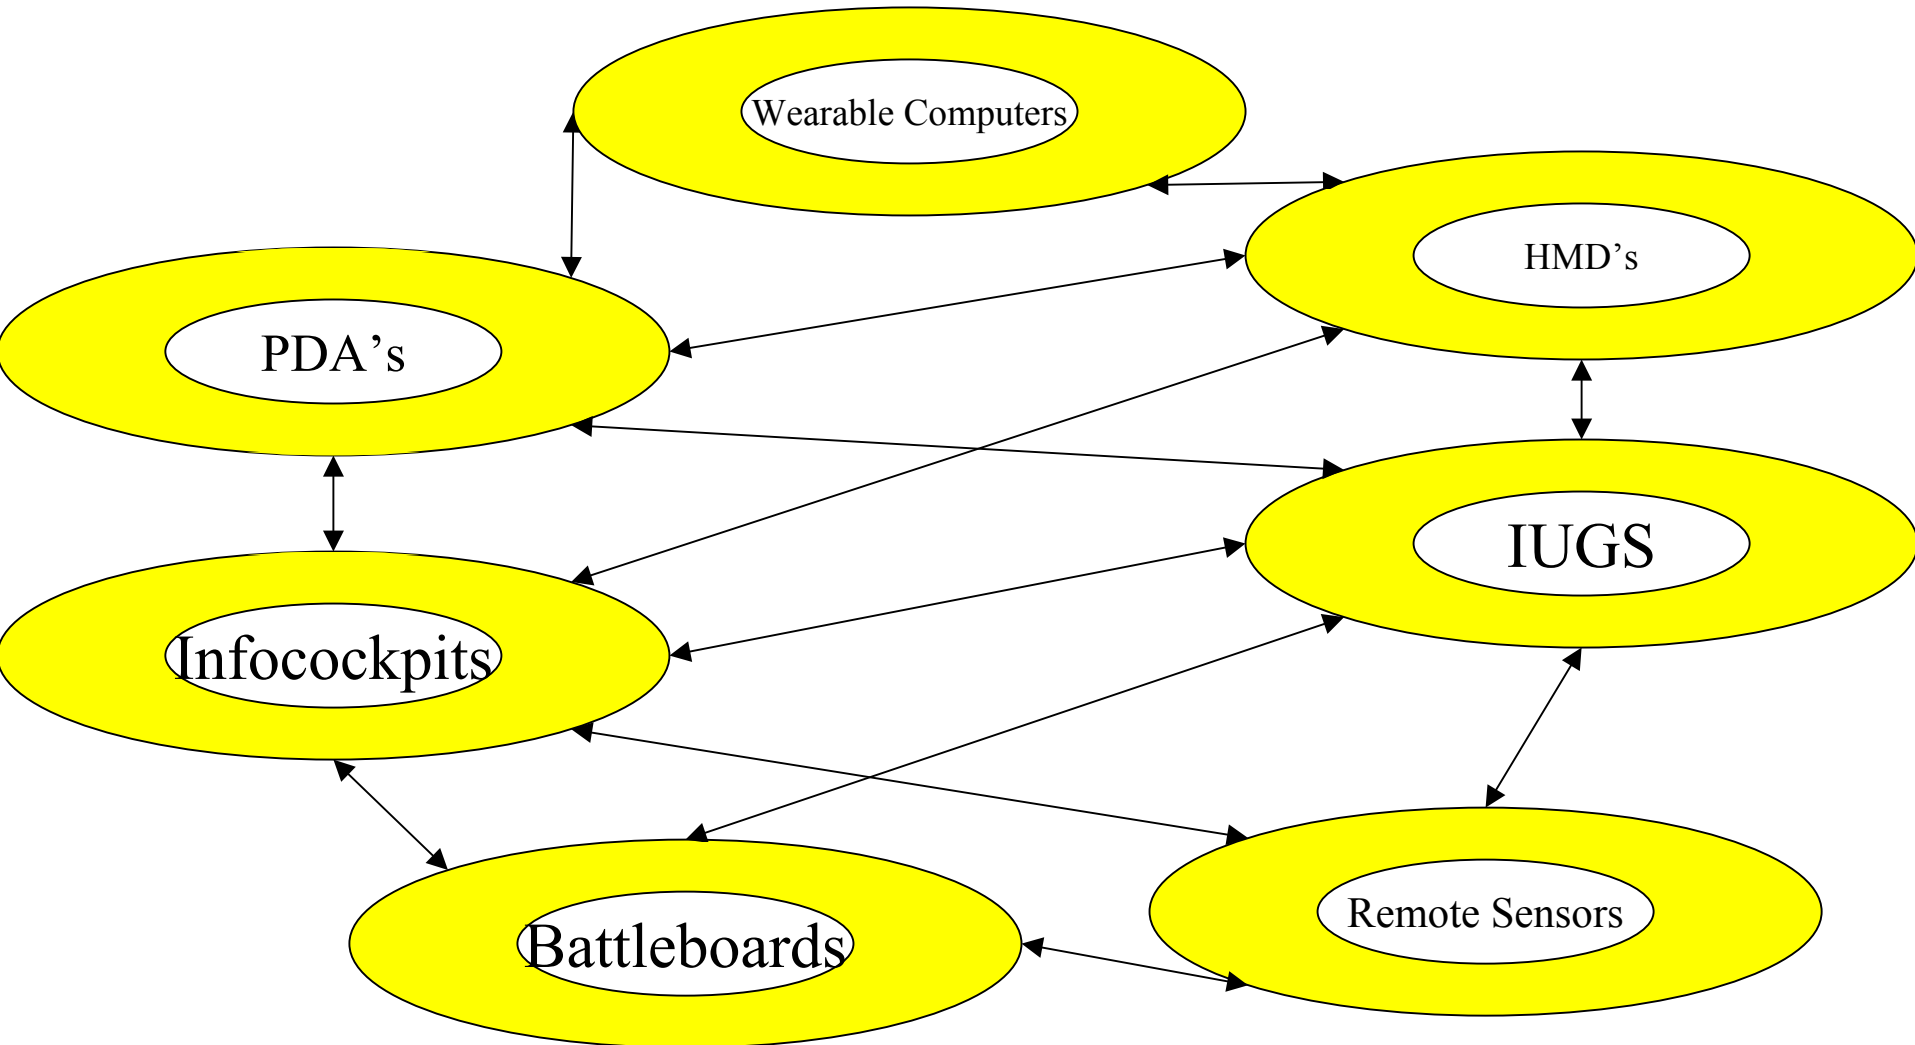 Wearable Computers
HMD’s
PDA’s
IUGS
Infocockpits
Remote Sensors
Battleboards